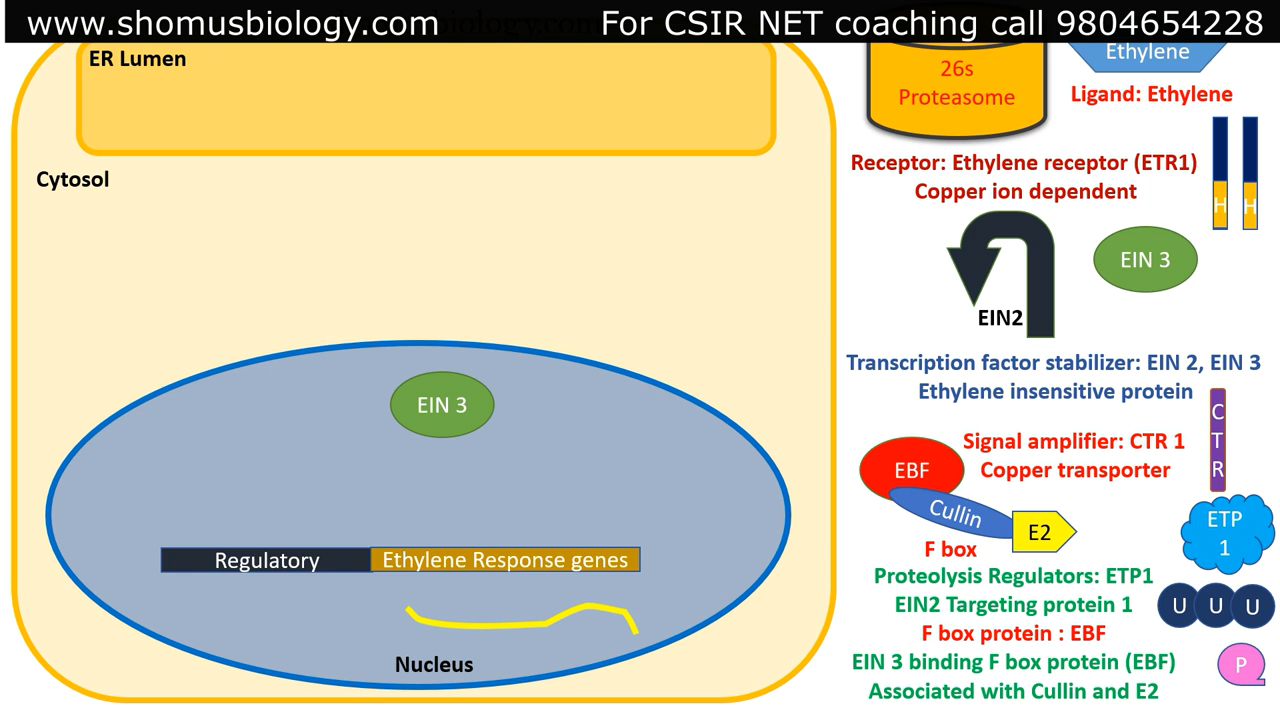 www.shomusbiology.com
For CSIR NET coaching call 9804654228
ER Lumen
Cytosol
EIN 3
Regulatory
Ethylene Response genes
Nucleus
26s
Proteasome
Ethylene
Ligand: Ethylene
Receptor: Ethylene receptor (ETR1)
Copper ion dependent
H
H
EIN 3
EIN2
Transcription factor stabilizer: EIN 2, EIN 3
Ethylene insensitive protein
C
T
R
Signal amplifier: CTR 1
Copper transporter
EBF
Cullin
E2
F box
ETP
1
Proteolysis Regulators: ETP1
EIN2 Targeting protein 1
U U U
F box protein : EBF
EIN 3 binding F box protein (EBF)
P
Associated with Cullin and E2